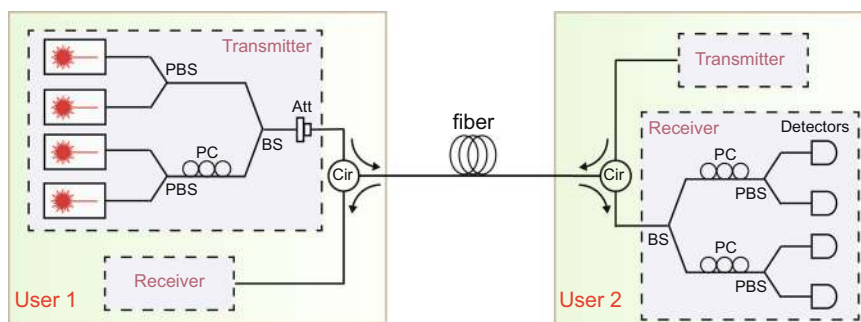 Transmitter
PBS
Att
PC
BS
PBS
Cir
Receiver
User 1
fiber
Transmitter
Receiver
Detectors
Cir
PC
PBS
BS
PC
PBS
User 2